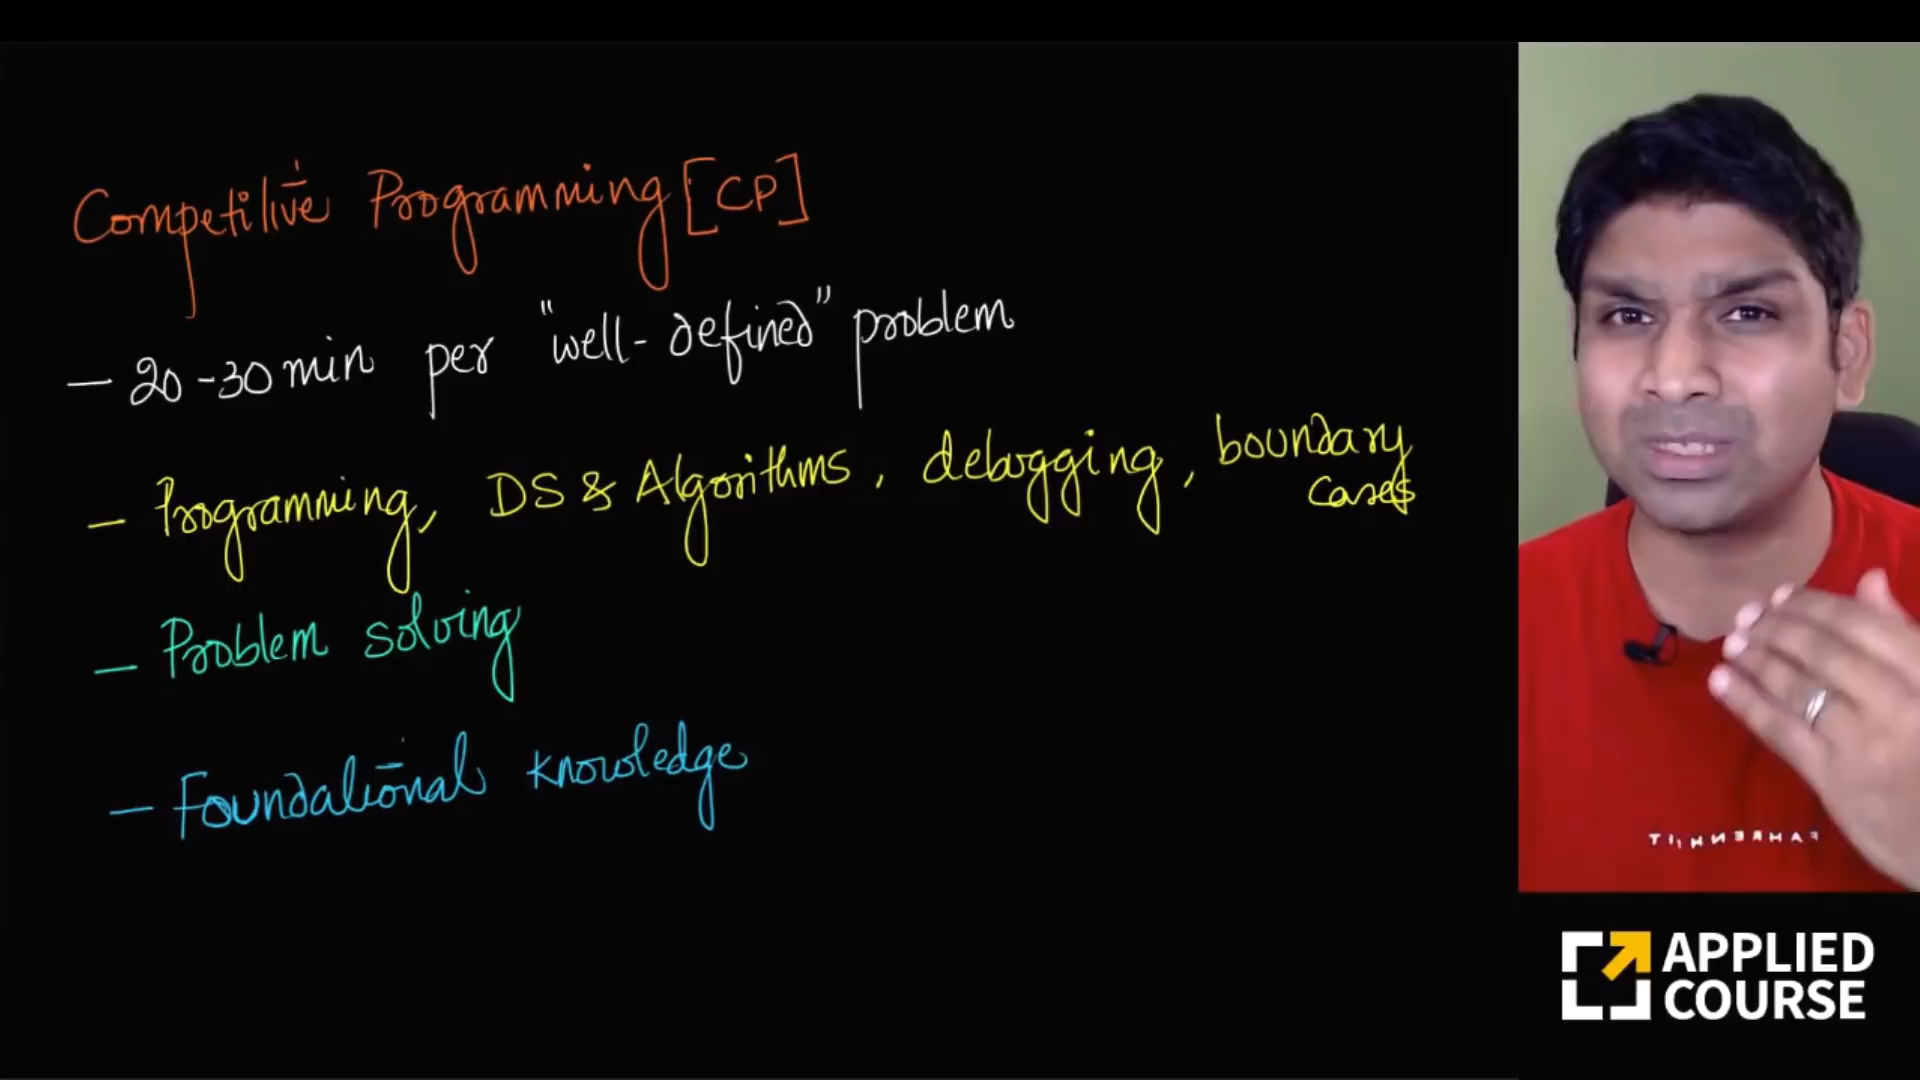 Competitive Programming [CP]
- 20-30 min per "well-defined" problem
- Programming, DS & Algorithms, debugging, boundary
cases
- Problem solving
- Foundational knowledge
FAHRENHEIT
APPLIED
COURSE